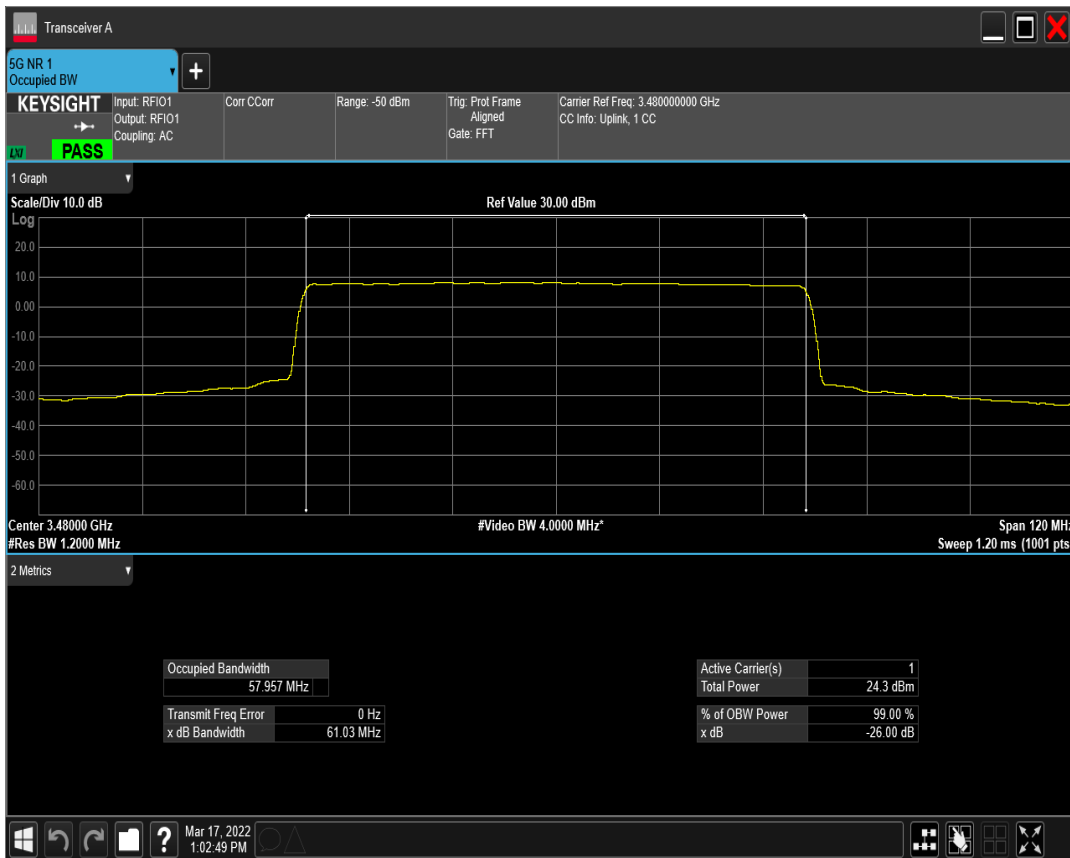 Transceiver A
5G NR 1
Occupied BW
+
KEYSIGHT
LXI
PASS
Input: RFIO1
Output: RFIO1
Coupling: AC
Corr CCorr
Range: -50 dBm
Trig: Prot Frame
Aligned
Gate: FFT
Carrier Ref Freq: 3.480000000 GHz
CC Info: Uplink, 1 CC
1 Graph
Scale/Div 10.0 dB
Ref Value 30.00 dBm
Log
20.0
10.0
0.00
-10.0
-20.0
-30.0
-40.0
-50.0
-60.0
Center 3.48000 GHz
#Video BW 4.0000 MHz*
Span 120 MHz
#Res BW 1.2000 MHz
Sweep 1.20 ms (1001 pts
2 Metrics
Occupied Bandwidth
57.957 MHz
Transmit Freq Error 0 Hz
x dB Bandwidth 61.03 MHz
Active Carrier(s) 1
Total Power 24.3 dBm
% of OBW Power 99.00 %
x dB -26.00 dB
?
Mar 17, 2022
1:02:49 PM